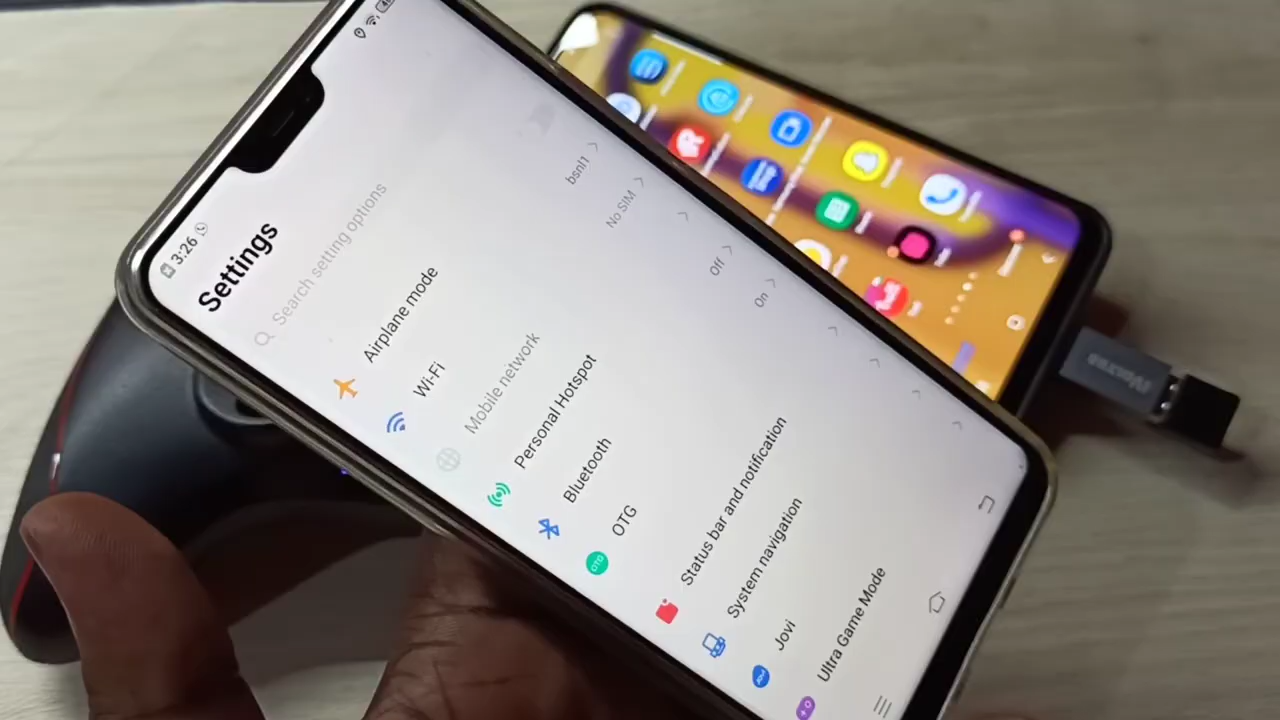 3:26
Settings
Search setting options
Airplane mode
Wi-Fi
bsnl1
Mobile network
No SIM
Personal Hotspot
Bluetooth
Off
OTG
On
Status bar and notification
System navigation
Jovi
Ultra Game Mode